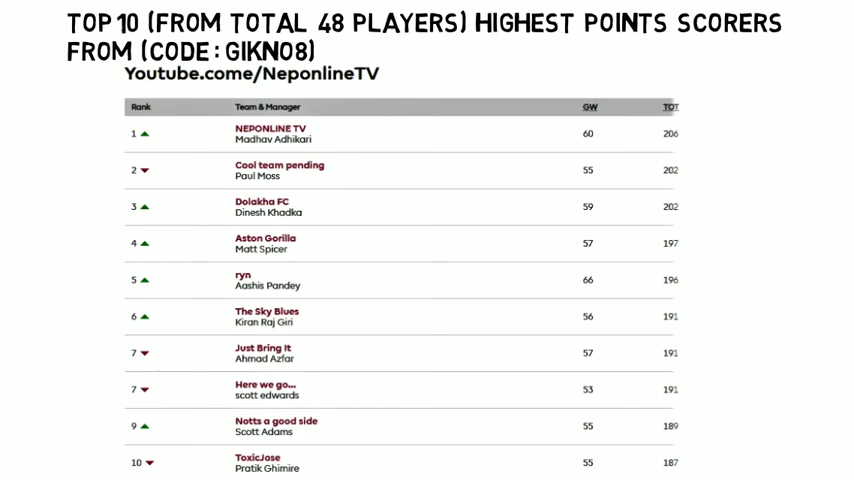 TOP 10 (FROM TOTAL 48 PLAYERS) HIGHEST POINTS SCORERS
FROM (CODE : GIKN08)
Youtube.come/NeponlineTV
Rank Team & Manager GW TOT
1 NEPONLINE TV 60 206
Madhav Adhikari
2 Cool team pending 55 202
Paul Moss
3 Dolakha FC 59 202
Dinesh Khadka
4 Aston Gorilla 57 197
Matt Spicer
5 ryn 66 196
Aashis Pandey
6 The Sky Blues 56 191
Kiran Raj Giri
7 Just Bring It 57 191
Ahmad Azfar
7 Here we go... 53 191
scott edwards
9 Notts a good side 55 189
Scott Adams
10 ToxicJose 55 187
Pratik Ghimire